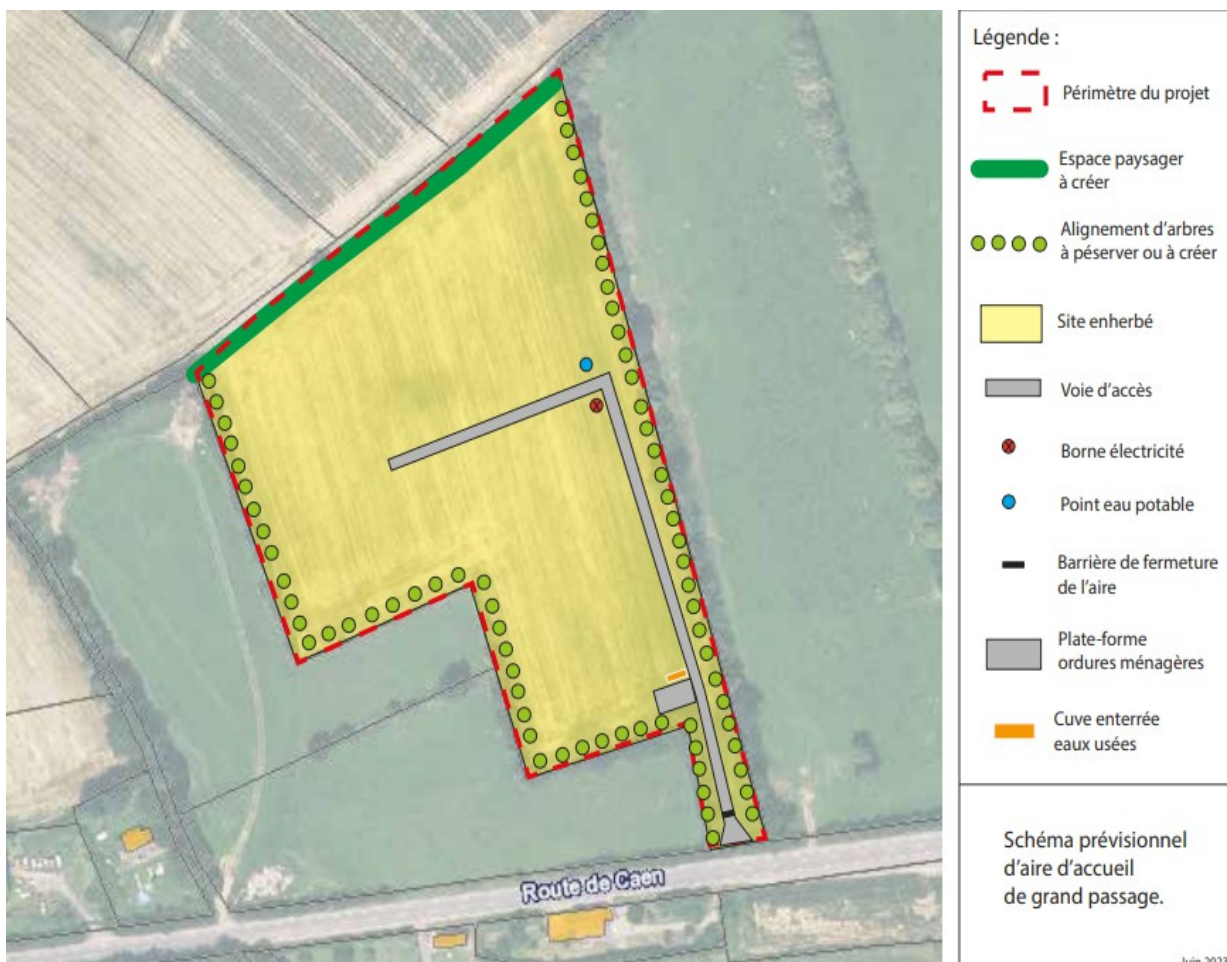 Route de Caen
Légende :
Périmètre du projet
Espace paysager
à créer
Alignement d'arbres
à péserver ou à créer
Site enherbé
Voie d'accès
Borne électricité
Point eau potable
Barrière de fermeture
de l'aire
Plate-forme
ordures ménagères
Cuve enterrée
eaux usées
Schéma prévisionnel
d'aire d'accueil
de grand passage.
Juin 2023